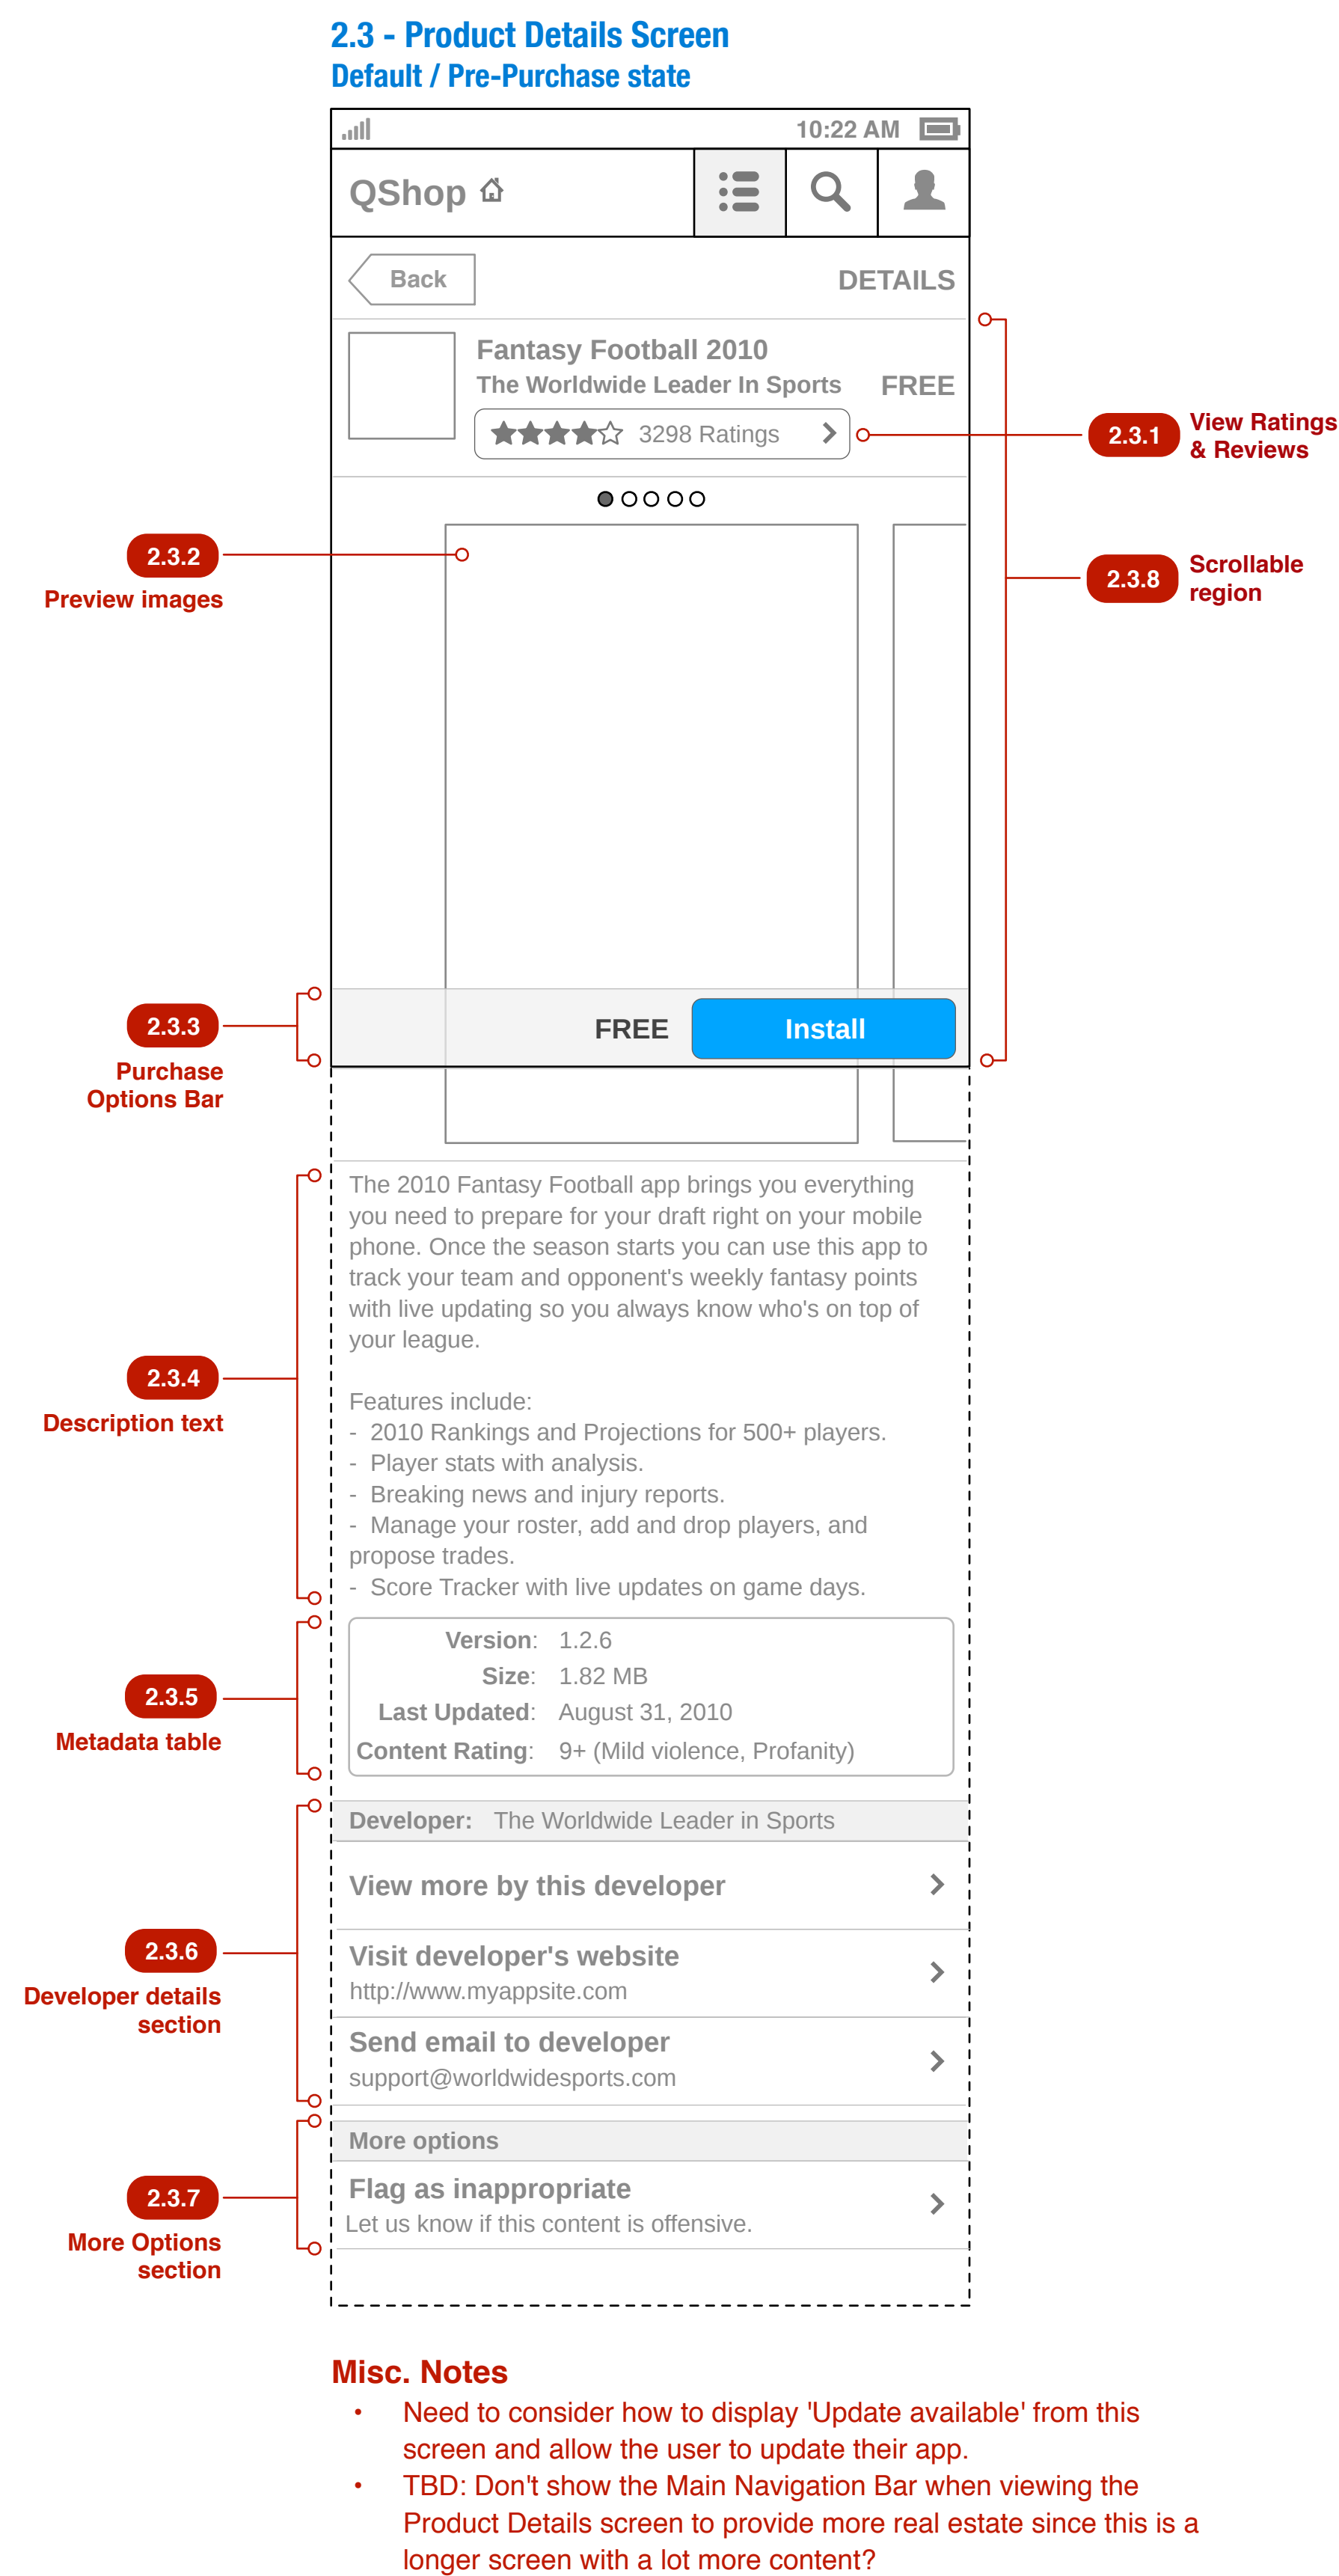 2.3 - Product Details Screen
Default / Pre-Purchase state
10:22 AM
QShop
Back
DETAILS
Fantasy Football 2010
The Worldwide Leader In Sports
FREE
3298 Ratings
2.3.1
View Ratings
& Reviews
2.3.2
Preview images
2.3.8
Scrollable
region
2.3.3
Purchase
Options Bar
FREE
Install
The 2010 Fantasy Football app brings you everything
you need to prepare for your draft right on your mobile
phone. Once the season starts you can use this app to
track your team and opponent's weekly fantasy points
with live updating so you always know who's on top of
your league.
Features include:
- 2010 Rankings and Projections for 500+ players.
- Player stats with analysis.
- Breaking news and injury reports.
- Manage your roster, add and drop players, and
propose trades.
- Score Tracker with live updates on game days.
2.3.4
Description text
Version: 1.2.6
Size: 1.82 MB
Last Updated: August 31, 2010
Content Rating: 9+ (Mild violence, Profanity)
2.3.5
Metadata table
Developer: The Worldwide Leader in Sports
View more by this developer
Visit developer's website
http://www.myappsite.com
Send email to developer
support@worldwidesports.com
2.3.6
Developer details
section
More options
Flag as inappropriate
Let us know if this content is offensive.
2.3.7
More Options
section
Misc. Notes
• Need to consider how to display 'Update available' from this
screen and allow the user to update their app.
• TBD: Don't show the Main Navigation Bar when viewing the
Product Details screen to provide more real estate since this is a
longer screen with a lot more content?